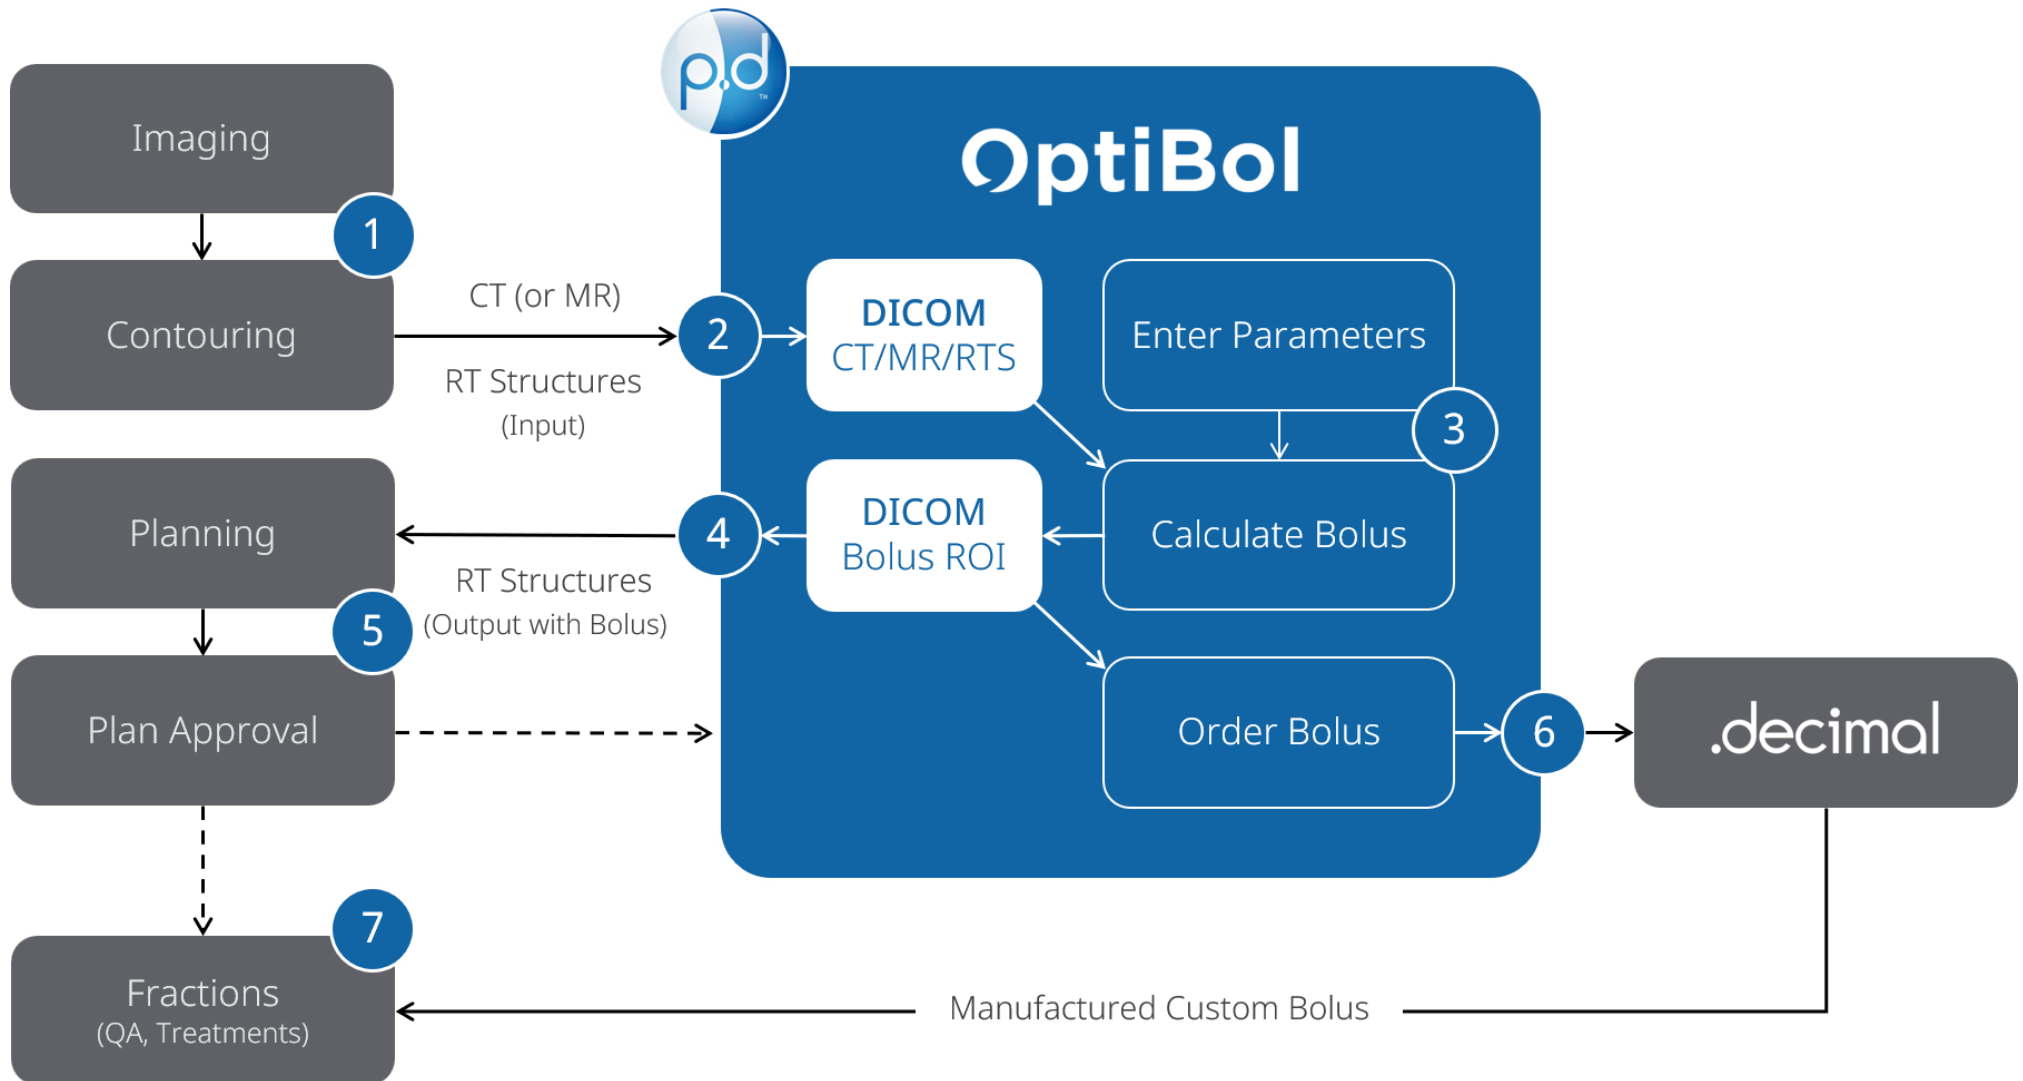 p.d
TM
OptiBol
Imaging
1
Contouring
CT (or MR)
RT Structures
(Input)
2
DICOM
CT/MR/RTS
Enter Parameters
3
Calculate Bolus
DICOM
Bolus ROI
4
RT Structures
(Output with Bolus)
Planning
5
Plan Approval
Order Bolus
6
.decimal
Manufactured Custom Bolus
7
Fractions
(QA, Treatments)